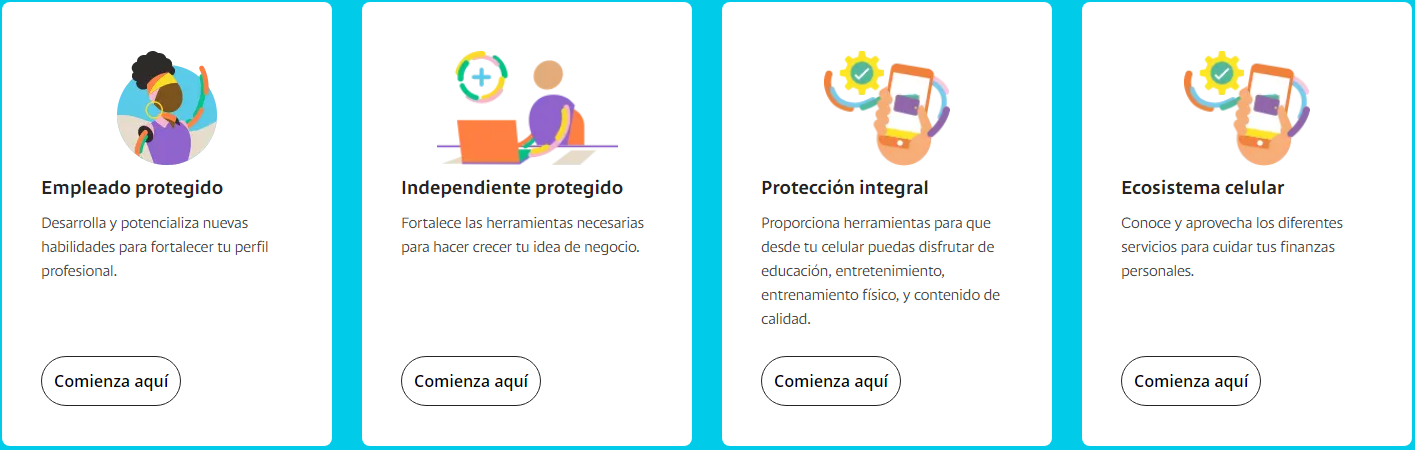 Empleado protegido
Desarrolla y potencializa nuevas
habilidades para fortalecer tu perfil
profesional.
Comienza aquí
Independiente protegido
Fortalece las herramientas necesarias
para hacer crecer tu idea de negocio.
Comienza aquí
Protección integral
Proporciona herramientas para que
desde tu celular puedas disfrutar de
educación, entretenimiento,
entrenamiento físico, y contenido de
calidad.
Comienza aquí
Ecosistema celular
Conoce y aprovecha los diferentes
servicios para cuidar tus finanzas
personales.
Comienza aquí